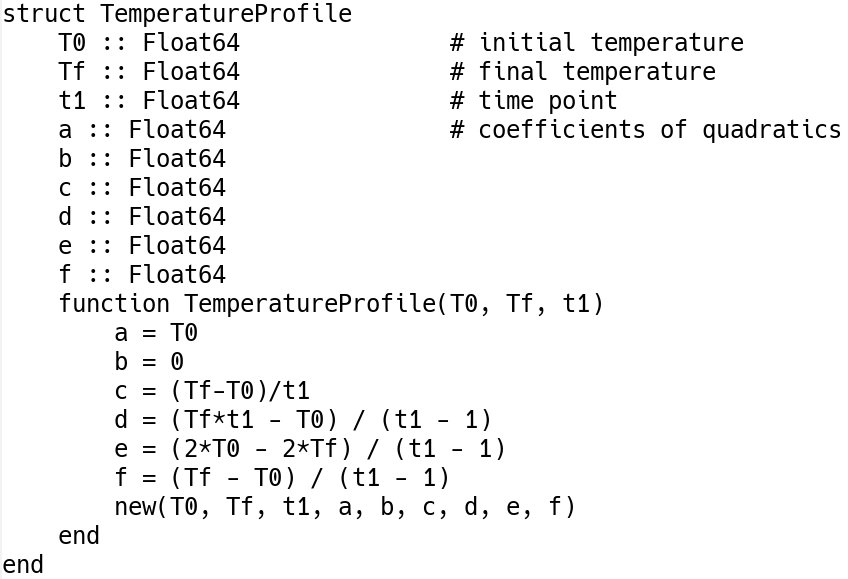 struct TemperatureProfile
    T0 :: Float64               # initial temperature
    Tf :: Float64               # final temperature
    t1 :: Float64               # time point
    a :: Float64                # coefficients of quadratics
    b :: Float64
    c :: Float64
    d :: Float64
    e :: Float64
    f :: Float64
    function TemperatureProfile(T0, Tf, t1)
        a = T0
        b = 0
        c = (Tf-T0)/t1
        d = (Tf*t1 - T0) / (t1 - 1)
        e = (2*T0 - 2*Tf) / (t1 - 1)
        f = (Tf - T0) / (t1 - 1)
        new(T0, Tf, t1, a, b, c, d, e, f)
    end
end